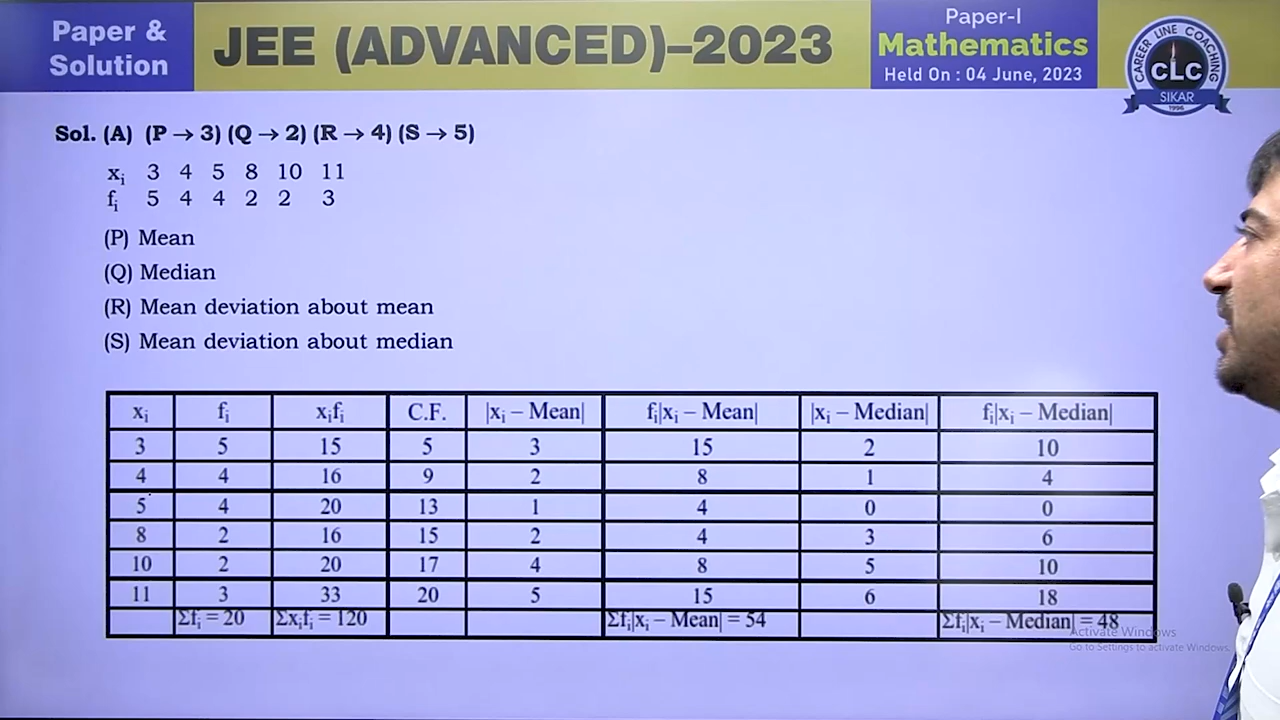 Paper &
Solution
JEE (ADVANCED)–2023
Paper-I
Mathematics
Held On : 04 June, 2023
CAREER LINE COACHING
CLC
SIKAR
1996
Sol. (A) (P → 3) (Q → 2) (R → 4) (S → 5)
xᵢ 3 4 5 8 10 11
fᵢ 5 4 4 2 2 3
(P) Mean
(Q) Median
(R) Mean deviation about mean
(S) Mean deviation about median
xᵢ fᵢ xᵢfᵢ C.F. |xᵢ – Mean| fᵢ|xᵢ – Mean| |xᵢ – Median| fᵢ|xᵢ – Median|
3 5 15 5 3 15 2 10
4 4 16 9 2 8 1 4
5 4 20 13 1 4 0 0
8 2 16 15 2 4 3 6
10 2 20 17 4 8 5 10
11 3 33 20 5 15 6 18
Σfᵢ = 20 Σxᵢfᵢ = 120 Σfᵢ|xᵢ – Mean| = 54 Σfᵢ|xᵢ – Median| = 48
Activate Windows
Go to Settings to activate Windows.